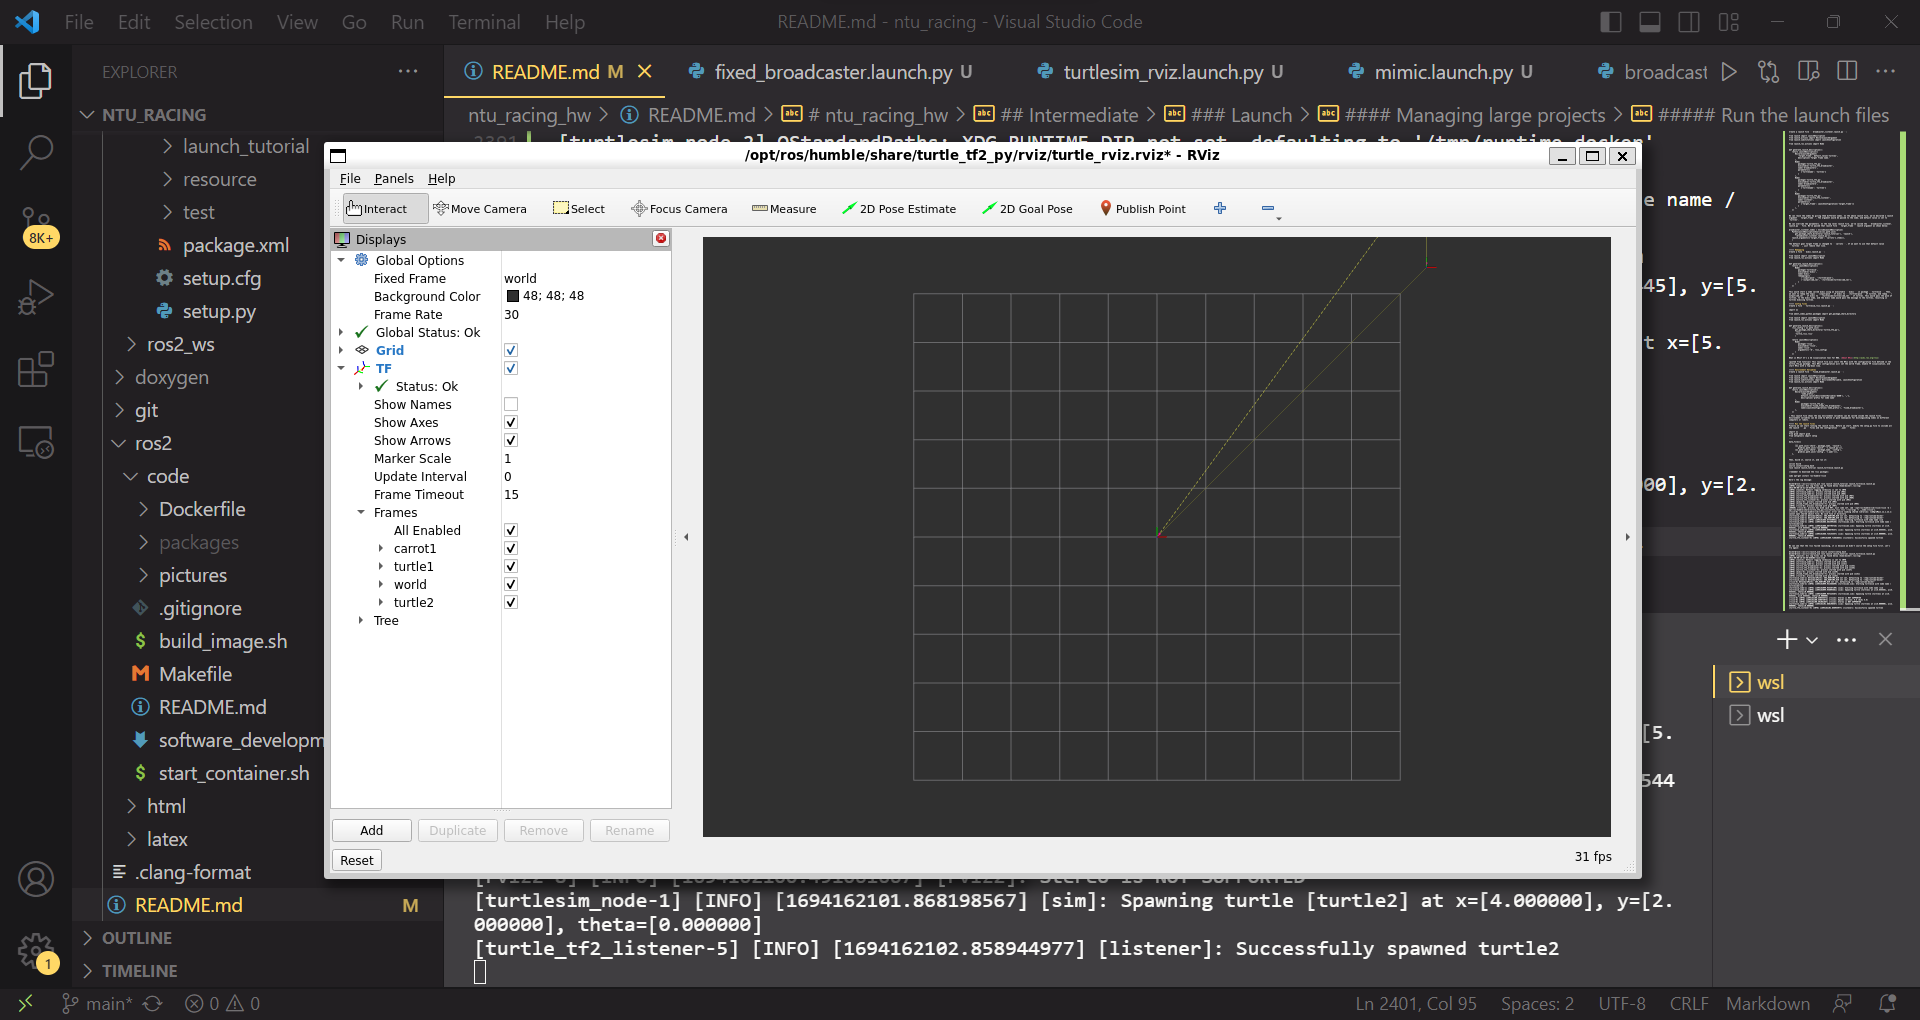 File Edit Selection View Go Run Terminal Help
README.md - ntu_racing - Visual Studio Code
EXPLORER
README.md M
fixed_broadcaster.launch.py U
turtlesim_rviz.launch.py U
mimic.launch.py U
broadcast
NTU_RACING
ntu_racing_hw > README.md > # ntu_racing_hw > ## Intermediate > ### Launch > #### Managing large projects > ##### Run the launch files
launch_tutorial
resource
test
package.xml
setup.cfg
setup.py
ros2_ws
doxygen
git
ros2
code
Dockerfile
packages
pictures
.gitignore
build_image.sh
Makefile
README.md
software_developm
start_container.sh
html
latex
.clang-format
README.md M
OUTLINE
TIMELINE
8K+
1
/opt/ros/humble/share/turtle_tf2_py/rviz/turtle_rviz.rviz* - RViz
File Panels Help
Interact Move Camera Select Focus Camera Measure 2D Pose Estimate 2D Goal Pose Publish Point
Displays
Global Options
Fixed Frame world
Background Color 48; 48; 48
Frame Rate 30
Global Status: Ok
Grid
TF
Status: Ok
Show Names
Show Axes
Show Arrows
Marker Scale 1
Update Interval 0
Frame Timeout 15
Frames
All Enabled
carrot1
turtle1
world
turtle2
Tree
Add Duplicate Remove Rename
Reset
31 fps
e name /
45], y=[5.
t x=[5.
00], y=[2.
wsl
wsl
[5.
544
[turtlesim_node-1] [INFO] [1694162101.868198567] [sim]: Spawning turtle [turtle2] at x=[4.000000], y=[2.
000000], theta=[0.000000]
[turtle_tf2_listener-5] [INFO] [1694162102.858944977] [listener]: Successfully spawned turtle2
main* 0 0
Ln 2401, Col 95 Spaces: 2 UTF-8 CRLF Markdown